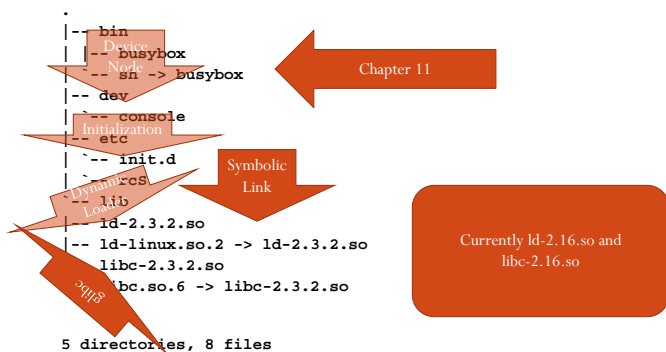 .
|-- bin
|   |-- busybox
|   `-- sh -> busybox
|-- dev
|   `-- console
|-- etc
|   `-- init.d
|       `-- rcS
`-- lib
|-- ld-2.3.2.so
|-- ld-linux.so.2 -> ld-2.3.2.so
libc-2.3.2.so
libc.so.6 -> libc-2.3.2.so
5 directories, 8 files
Device
Node
Chapter 11
Initialization
Symbolic
Link
Dynamic
Loader
glibc
Currently ld-2.16.so and
libc-2.16.so